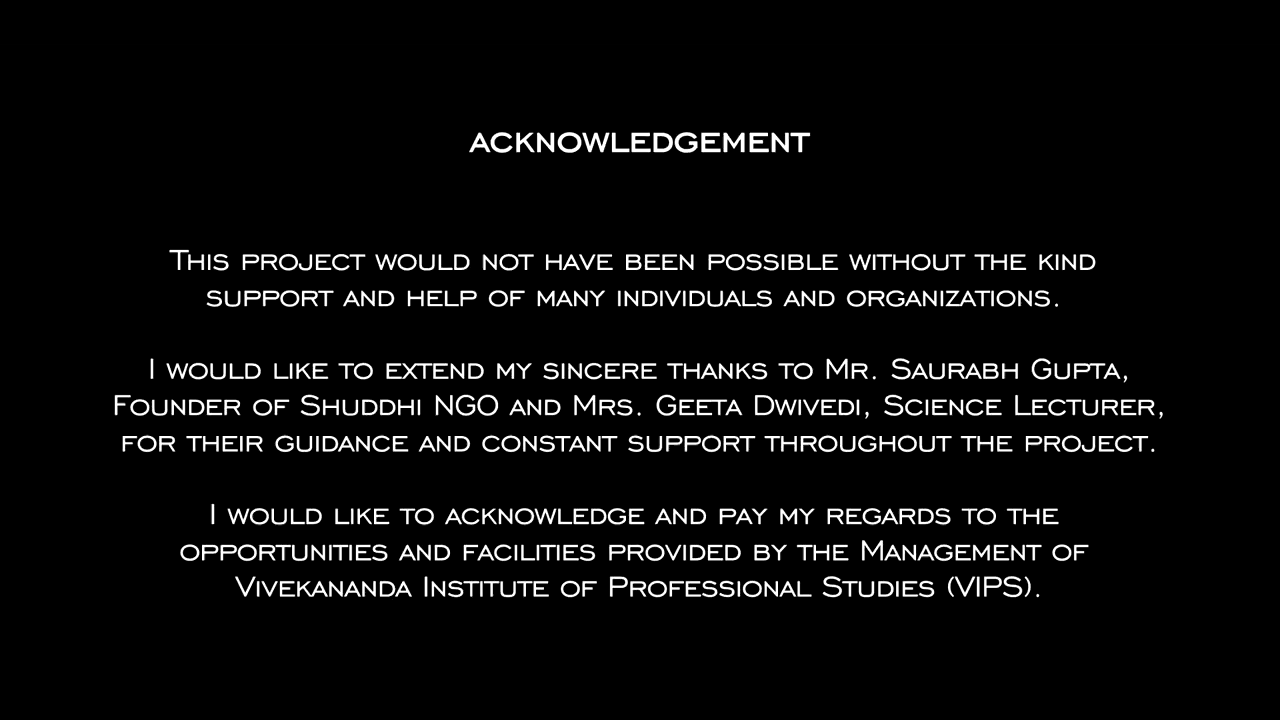 ACKNOWLEDGEMENT
This project would not have been possible without the kind
support and help of many individuals and organizations.
I would like to extend my sincere thanks to Mr. Saurabh Gupta,
Founder of Shuddhi NGO and Mrs. Geeta Dwivedi, Science Lecturer,
for their guidance and constant support throughout the project.
I would like to acknowledge and pay my regards to the
opportunities and facilities provided by the Management of
Vivekananda Institute of Professional Studies (VIPS).